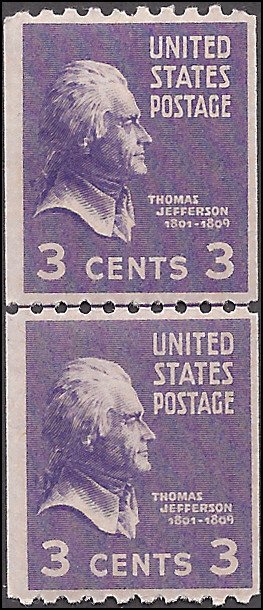 UNITED
STATES
POSTAGE
THOMAS
JEFFERSON
1801-1809
3 CENTS 3
UNITED
STATES
POSTAGE
THOMAS
JEFFERSON
1801-1809
3 CENTS 3